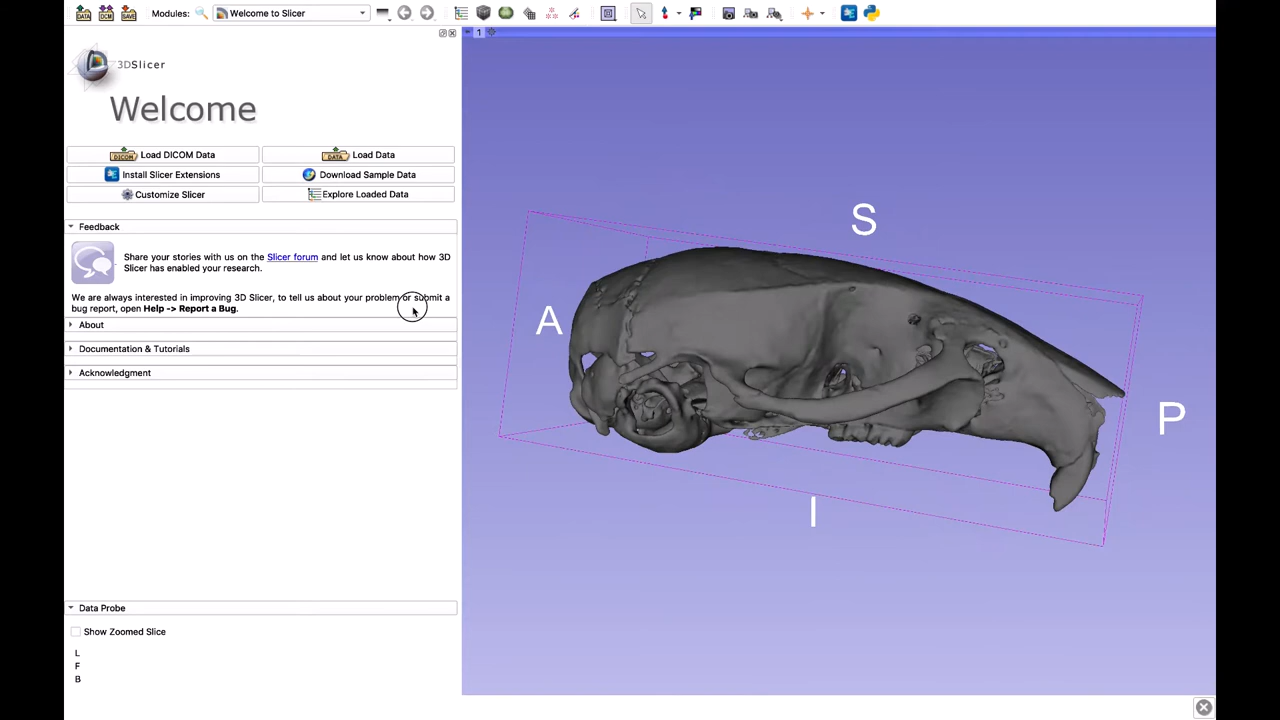 Modules:
Welcome to Slicer
1
3DSlicer
Welcome
Load DICOM Data
Load Data
Install Slicer Extensions
Download Sample Data
Customize Slicer
Explore Loaded Data
Feedback
Share your stories with us on the Slicer forum and let us know about how 3D
Slicer has enabled your research.
We are always interested in improving 3D Slicer, to tell us about your problem or submit a
bug report, open Help -> Report a Bug.
About
Documentation & Tutorials
Acknowledgment
S
A
P
I
Data Probe
Show Zoomed Slice
L
F
B